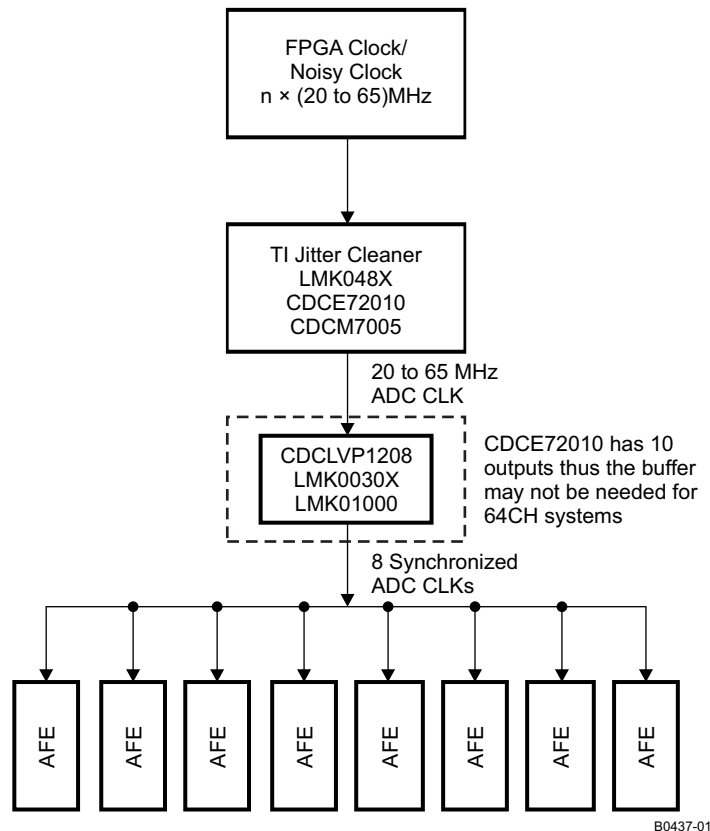 FPGA Clock/
Noisy Clock
n × (20 to 65)MHz
TI Jitter Cleaner
LMK048X
CDCE72010
CDCM7005
20 to 65 MHz
ADC CLK
CDCLVP1208
LMK0030X
LMK01000
CDCE72010 has 10
outputs thus the buffer
may not be needed for
64CH systems
8 Synchronized
ADC CLKs
AFE
AFE
AFE
AFE
AFE
AFE
AFE
AFE
B0437-01